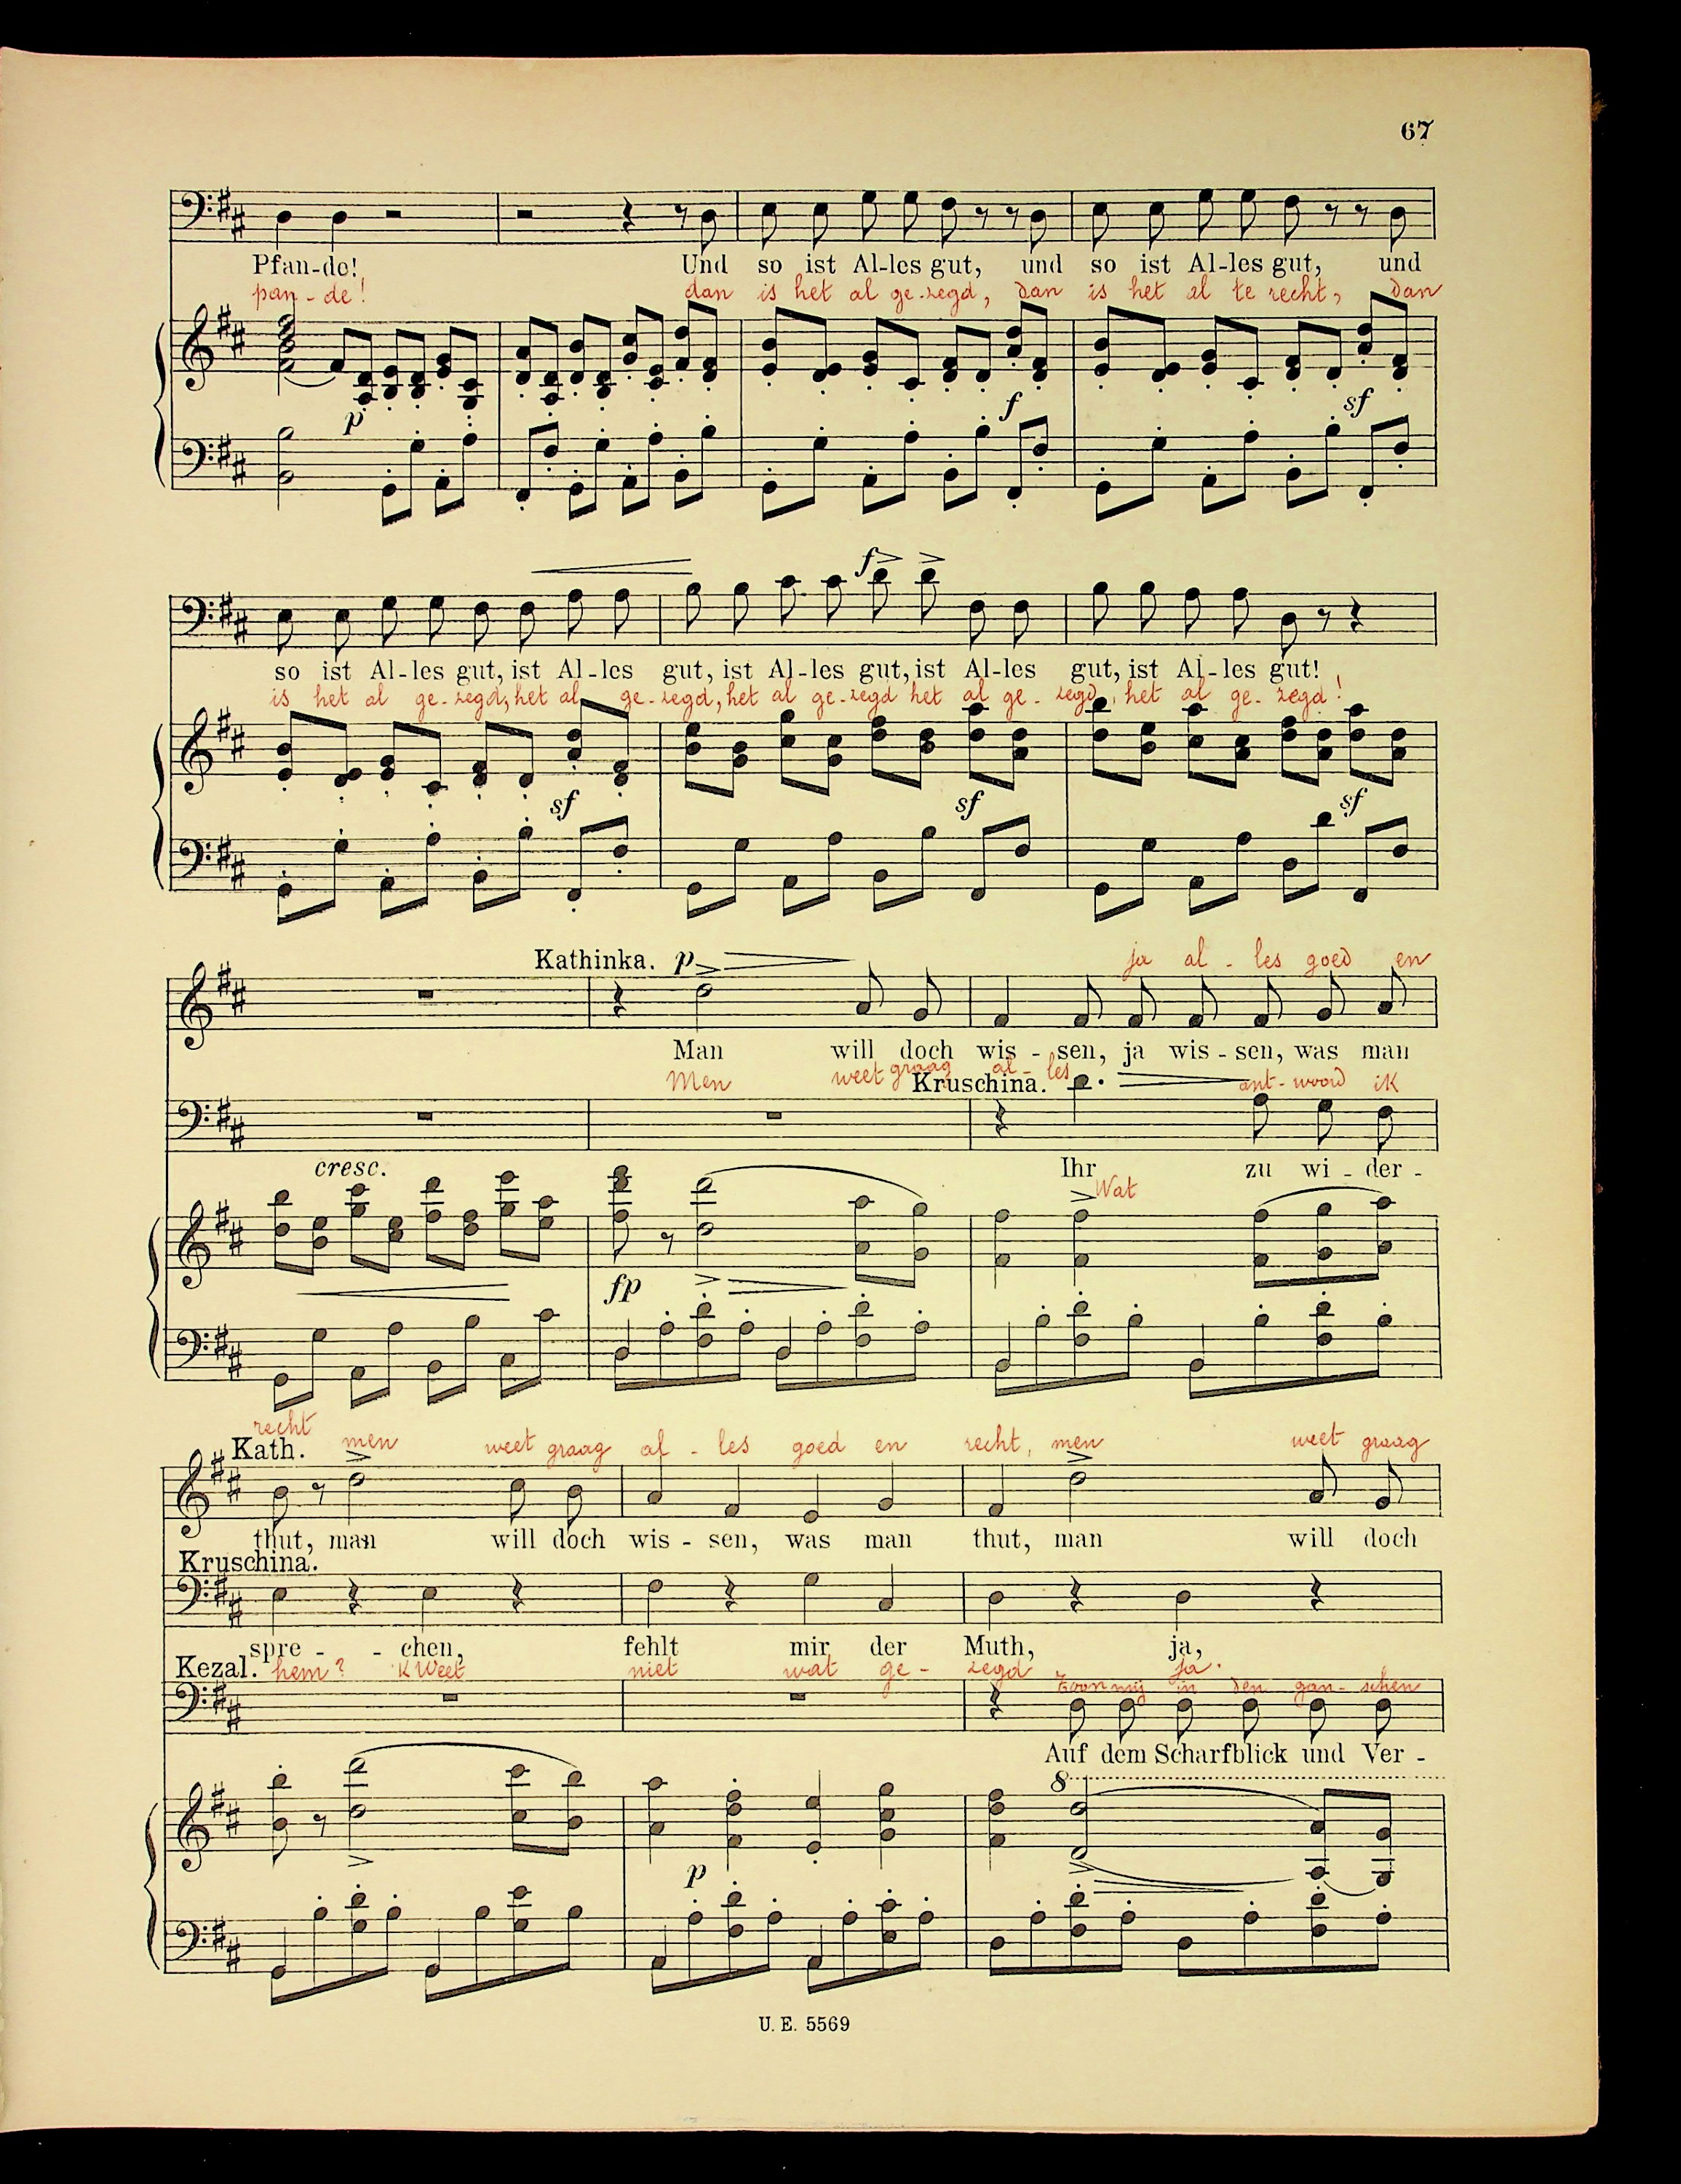 67
Pfan-de! Und so ist Al-les gut, und so ist Al-les gut, und
pan-de! dan is het al ge-zegd, dan is het al te recht, dan
p f sf
f
so ist Al-les gut, ist Al-les gut, ist Al-les gut, ist Al-les gut, ist Al-les gut!
is het al ge-zegd, het al ge-zegd, het al ge-zegd het al ge-zegd, het al ge-zegd!
sf sf sf
Kathinka. p ja al-les goed en
Man will doch wis-sen, ja wis-sen, was man
Men weet graag al-les ant-woord ik
Kruschina.
cresc. Ihr zu wi-der-
Wat
fp
recht men weet graag al-les goed en recht, men weet graag
Kath.
thut, man will doch wis-sen, was man thut, man will doch
Kruschina.
spre-chen, fehlt mir der Muth, ja,
hem? 'K weet niet wat ge-zegd ja.
Kezal. Toon mij in den gan-schen
Auf dem Scharfblick und Ver-
8
p
U. E. 5569